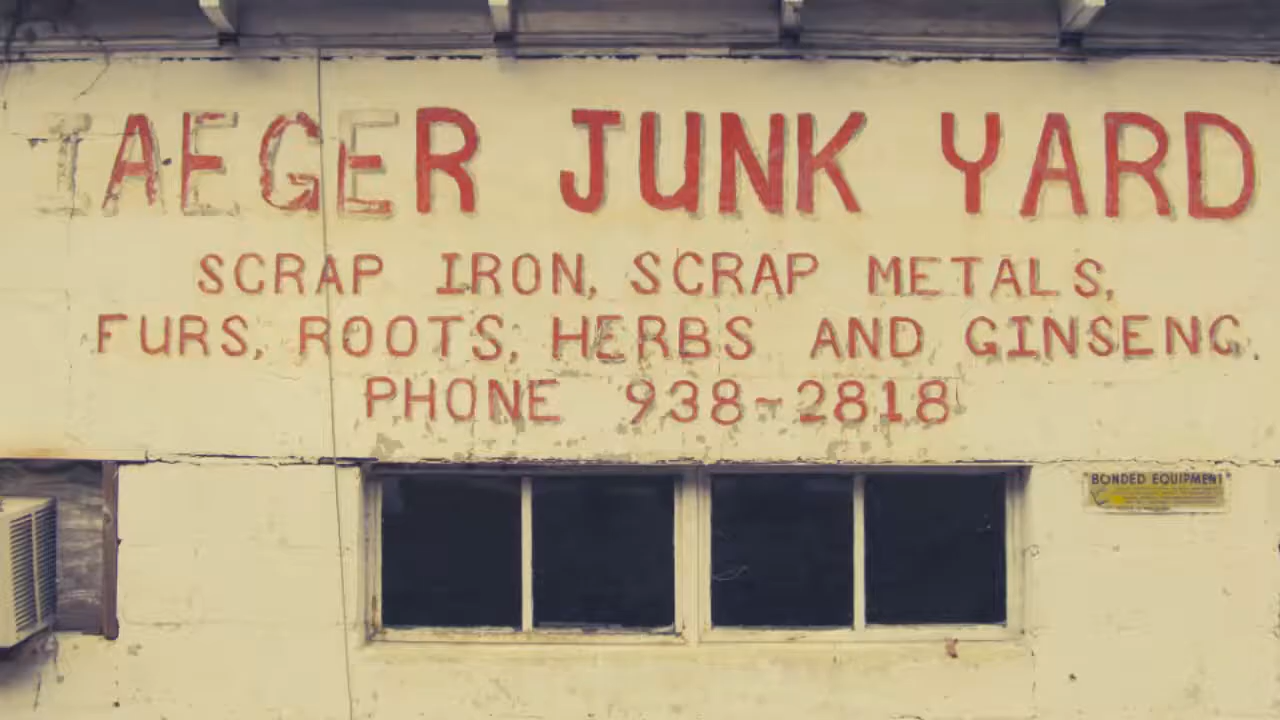 IAEGER JUNK YARD
SCRAP IRON, SCRAP METALS,
FURS, ROOTS, HERBS AND GINSENG.
PHONE 938-2818
BONDED EQUIPMENT